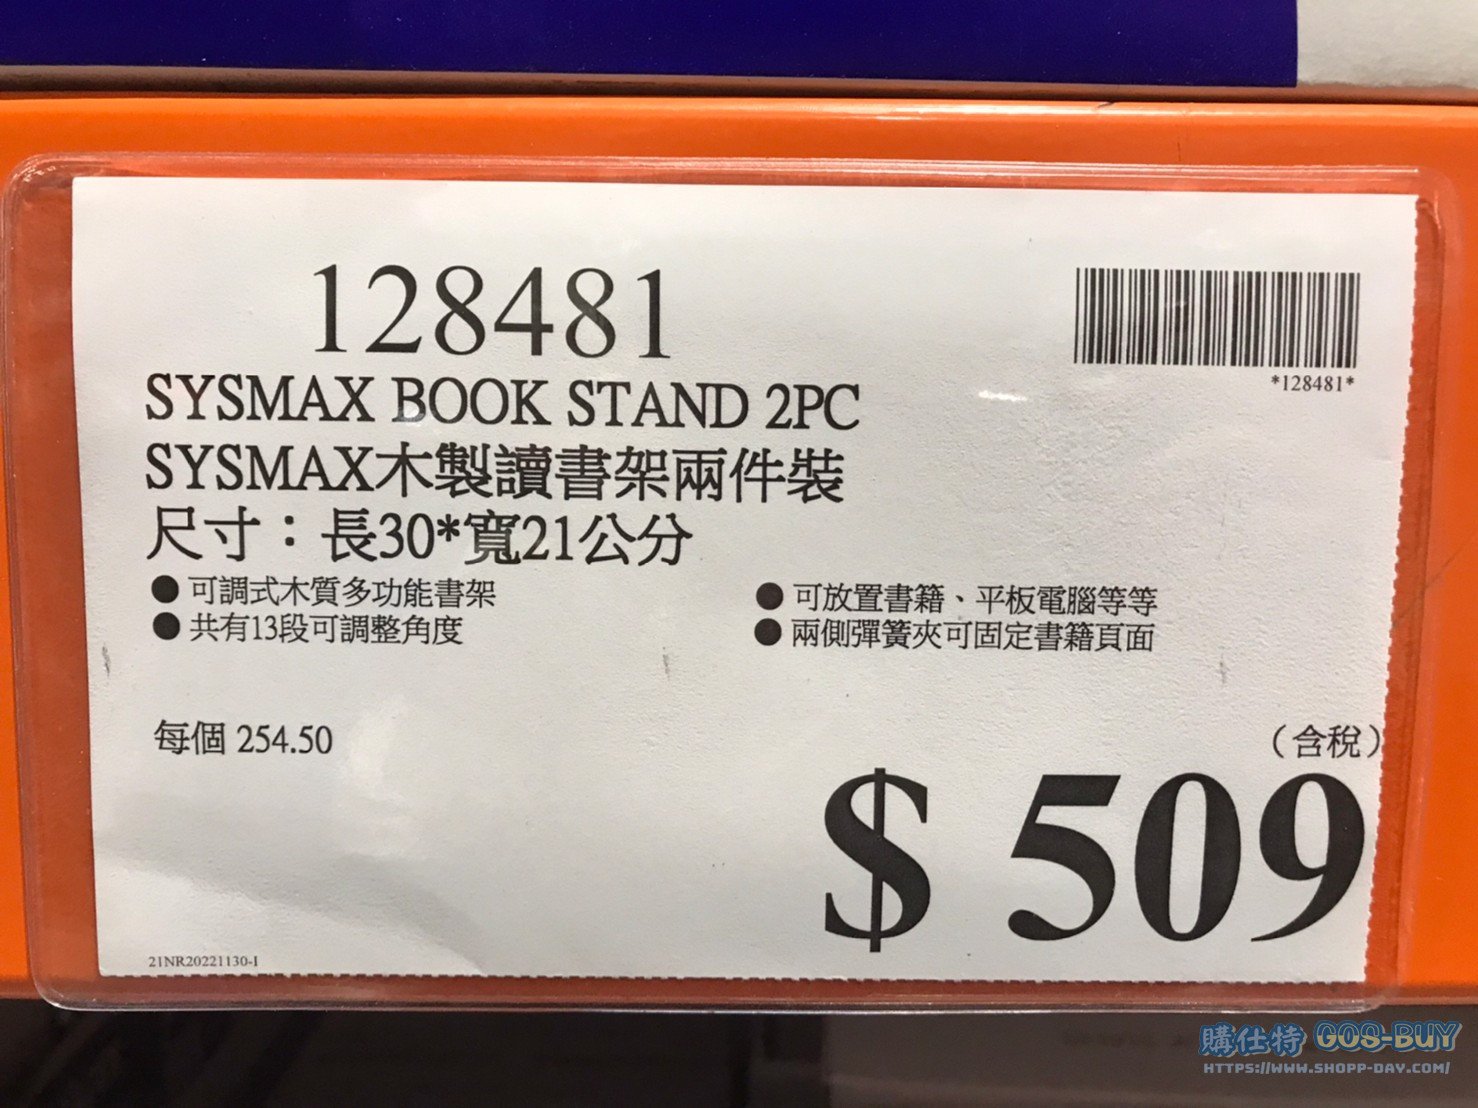 128481
*128481*
SYSMAX BOOK STAND 2PC
SYSMAX木製讀書架兩件裝
尺寸：長30*寬21公分
●可調式木質多功能書架
●共有13段可調整角度
●可放置書籍、平板電腦等等
●兩側彈簧夾可固定書籍頁面
每個 254.50
（含稅）
$ 509
21NR20221130-1
購仕特 GOS-BUY
HTTPS://WWW.SHOPP-DAY.COM/